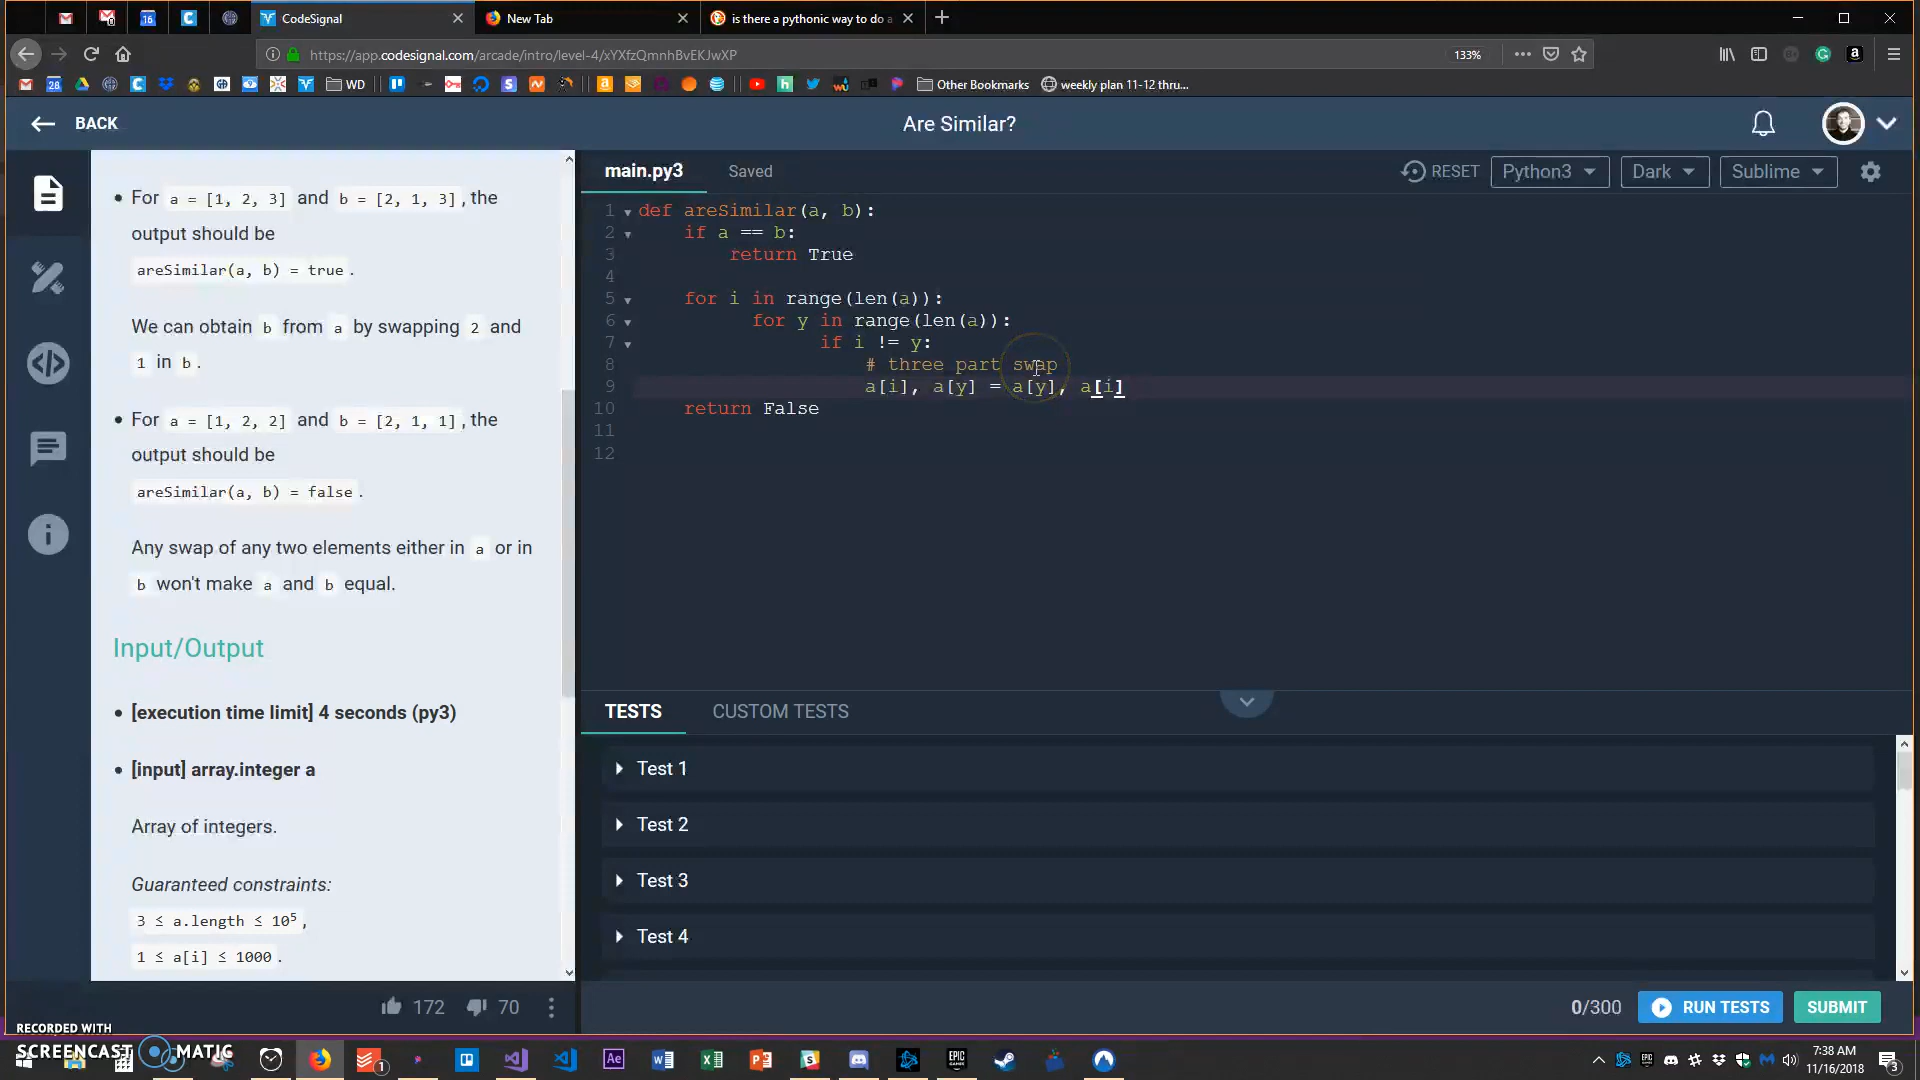 CodeSignal
New Tab
is there a pythonic way to do a
https://app.codesignal.com/arcade/intro/level-4/xYXfzQmnhBvEKJwXP
133%
WD
Other Bookmarks
weekly plan 11-12 thru...
BACK
Are Similar?
For a = [1, 2, 3] and b = [2, 1, 3], the
output should be
areSimilar(a, b) = true.
We can obtain b from a by swapping 2 and
1 in b.
For a = [1, 2, 2] and b = [2, 1, 1], the
output should be
areSimilar(a, b) = false.
Any swap of any two elements either in a or in
b won't make a and b equal.
Input/Output
[execution time limit] 4 seconds (py3)
[input] array.integer a
Array of integers.
Guaranteed constraints:
3 ≤ a.length ≤ 10⁵,
1 ≤ a[i] ≤ 1000.
172 70
main.py3
Saved
RESET
Python3
Dark
Sublime
1 def areSimilar(a, b):
2 if a == b:
3 return True
4
5 for i in range(len(a)):
6 for y in range(len(a)):
7 if i != y:
8 # three part swap
9 a[i], a[y] = a[y], a[i]
10 return False
11
12
TESTS
CUSTOM TESTS
Test 1
Test 2
Test 3
Test 4
0/300
RUN TESTS
SUBMIT
RECORDED WITH
SCREENCAST MATIC
7:38 AM
11/16/2018